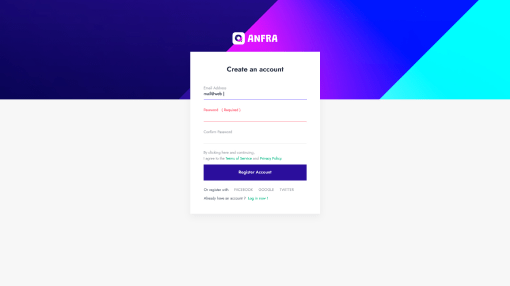 ANFRA
Create an account
Email Address
Password ( Required )
Confirm Password
By clicking here and continuing,
I agree to the Terms of Service and Privacy Policy.
Register Account
Or register with FACEBOOK GOOGLE TWITTER
Already have an account ? Log in now !